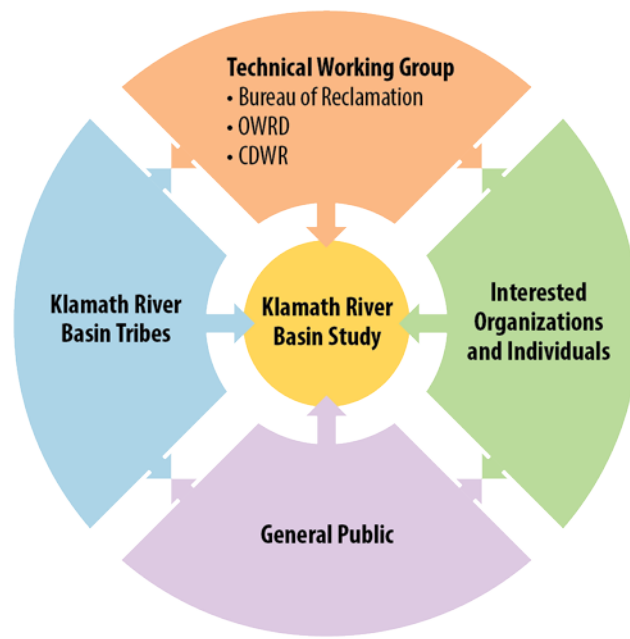 Technical Working Group
• Bureau of Reclamation
• OWRD
• CDWR
Klamath River
Basin Tribes
Klamath River
Basin Study
Interested
Organizations
and Individuals
General Public